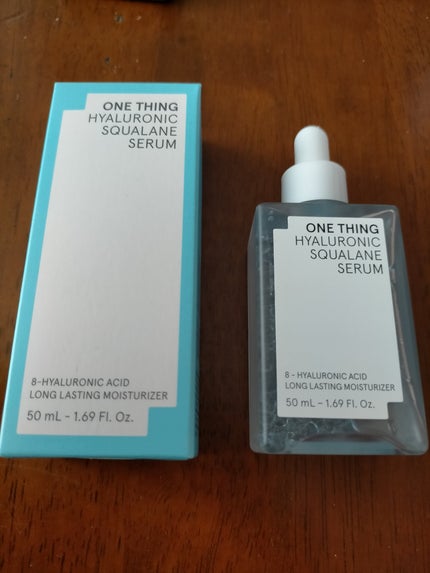 ONE THING
HYALURONIC
SQUALANE
SERUM
8-HYALURONIC ACID
LONG LASTING MOISTURIZER
50 mL - 1.69 Fl. Oz.
ONE THING
HYALURONIC
SQUALANE
SERUM
8 - HYALURONIC ACID
LONG LASTING MOISTURIZER
50 mL - 1.69 Fl. Oz.